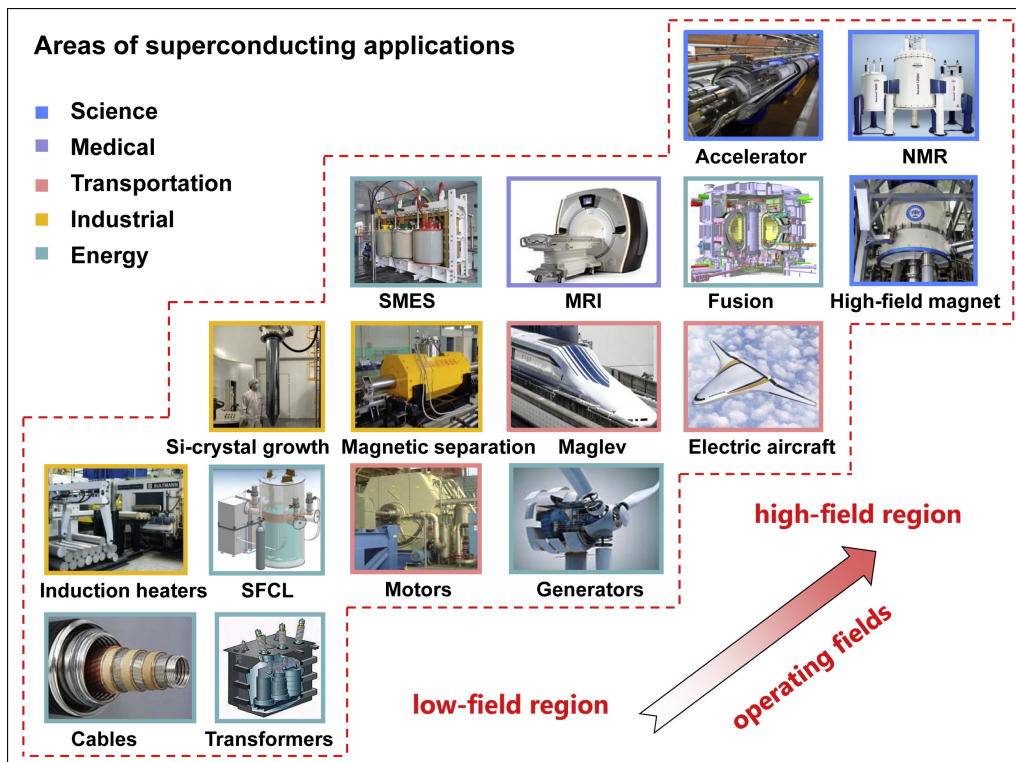 Areas of superconducting applications
Science
Medical
Transportation
Industrial
Energy
Accelerator
NMR
SMES
MRI
Fusion
High-field magnet
Si-crystal growth
Magnetic separation
Maglev
Electric aircraft
BULTMANN
Induction heaters
SFCL
Motors
Generators
high-field region
operating fields
low-field region
Cables
Transformers